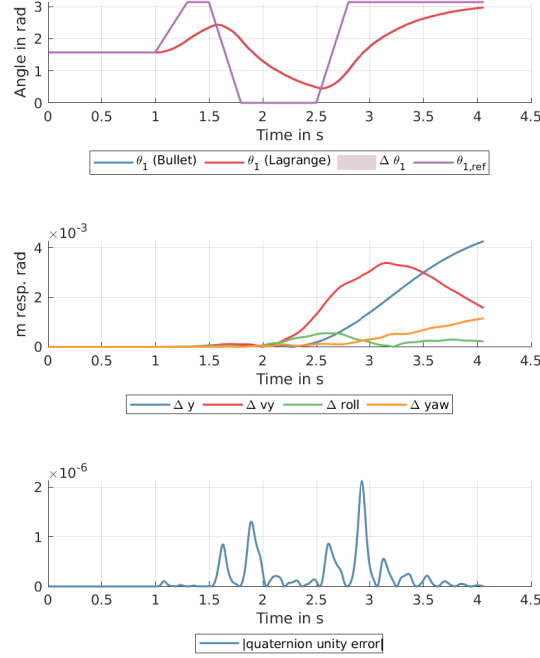 3
2
1
0
Angle in rad
0 0.5 1 1.5 2 2.5 3 3.5 4 4.5
Time in s
θ1 (Bullet) θ1 (Lagrange) Δ θ1 θ1,ref
×10-3
4
2
0
m resp. rad
0 0.5 1 1.5 2 2.5 3 3.5 4 4.5
Time in s
Δ y Δ vy Δ roll Δ yaw
×10-6
2
1
0
0 0.5 1 1.5 2 2.5 3 3.5 4 4.5
Time in s
|quaternion unity error|